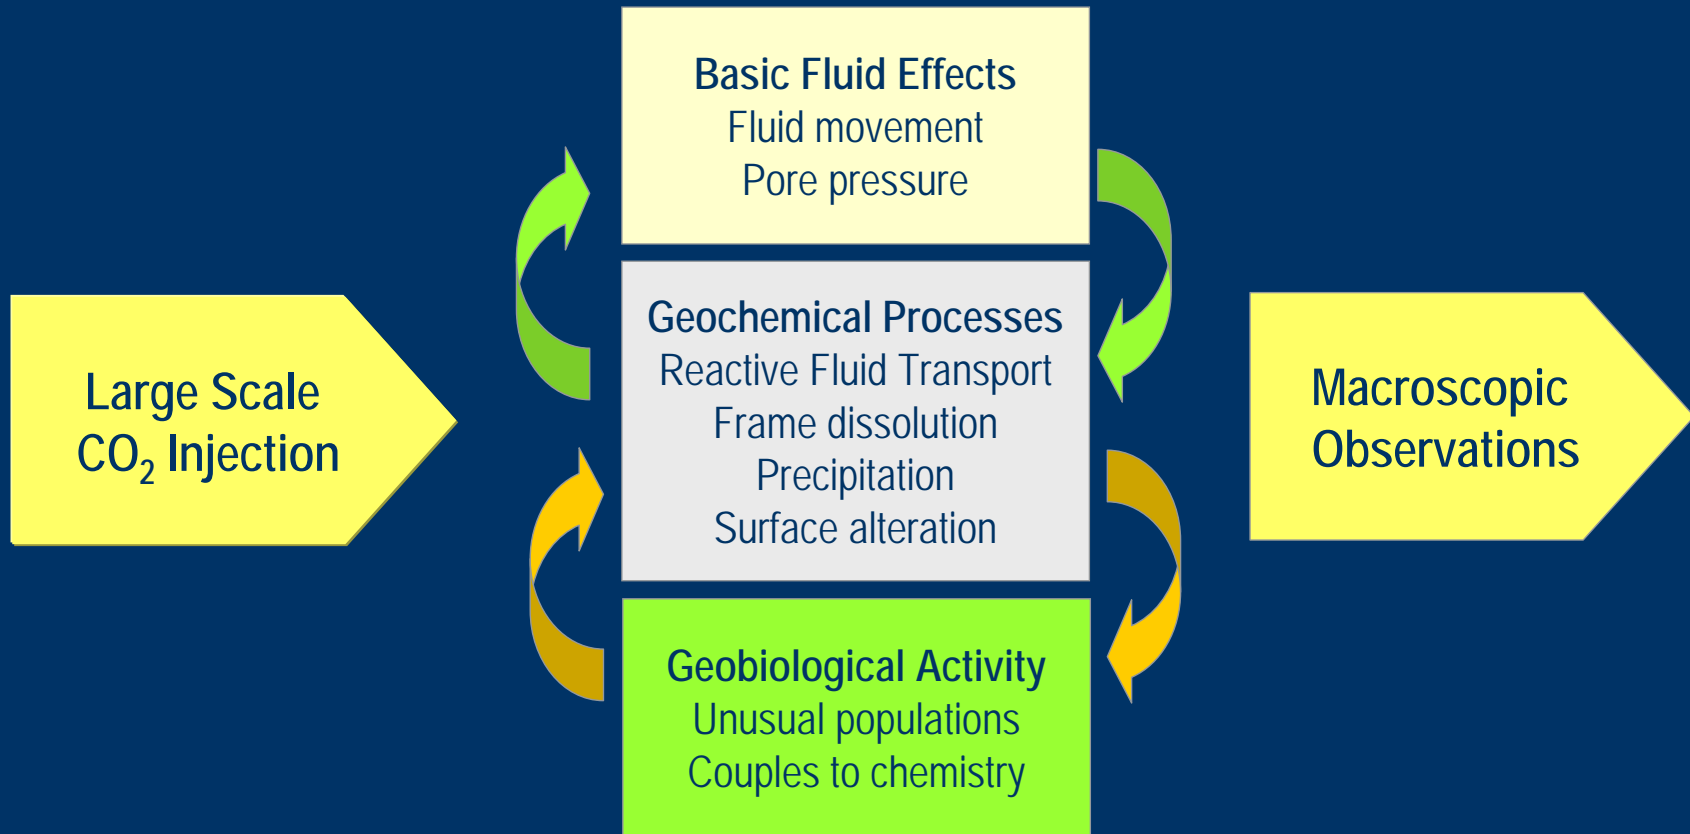 Large Scale
CO₂ Injection
Basic Fluid Effects
Fluid movement
Pore pressure
Geochemical Processes
Reactive Fluid Transport
Frame dissolution
Precipitation
Surface alteration
Geobiological Activity
Unusual populations
Couples to chemistry
Macroscopic
Observations